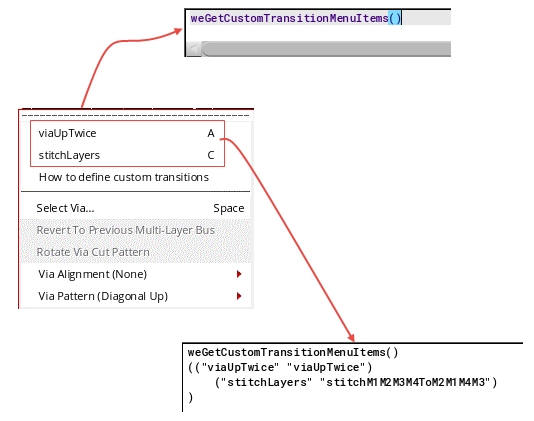 weGetCustomTransitionMenuItems()
viaUpTwice A
stitchLayers C
How to define custom transitions
Select Via... Space
Revert To Previous Multi-Layer Bus
Rotate Via Cut Pattern
Via Alignment (None)
Via Pattern (Diagonal Up)
weGetCustomTransitionMenuItems()
(("viaUpTwice" "viaUpTwice")
("stitchLayers" "stitchM1M2M3M4ToM2M1M4M3")
)